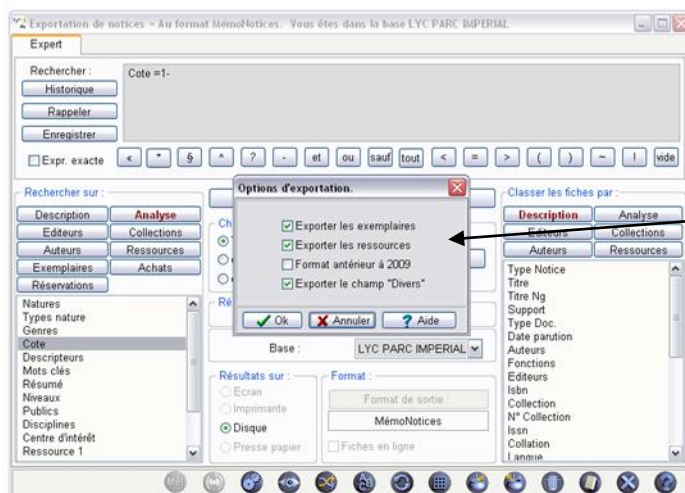 Exportation de notices > Au format MémoNotices. Vous êtes dans la base LYC PARC IMPERIAL
Expert
Rechercher :
Historique
Rappeler
Enregistrer
Cote =1-
Expr. exacte
« " § ^ ? - et ou sauf tout < = > ( ) ~ ! vide
Rechercher sur :
Description Analyse
Editeurs Collections
Auteurs Ressources
Exemplaires Achats
Réservations
Natures
Types nature
Genres
Cote
Descripteurs
Mots clés
Résumé
Niveaux
Publics
Disciplines
Centre d'intérêt
Ressource 1
Options d'exportation.
Exporter les exemplaires
Exporter les ressources
Format antérieur à 2009
Exporter le champ "Divers"
Ok Annuler ? Aide
Base : LYC PARC IMPERIAL
Résultats sur :
Ecran
Imprimante
Disque
Presse papier
Format :
Format de sortie :
MémoNotices
Fiches en ligne
Classer les fiches par :
Description Analyse
Editeurs Collections
Auteurs Ressources
Type Notice
Titre
Titre Ng
Support
Type Doc.
Date parution
Auteurs
Fonctions
Editeurs
Isbn
Collection
N° Collection
Issn
Collation
Langue